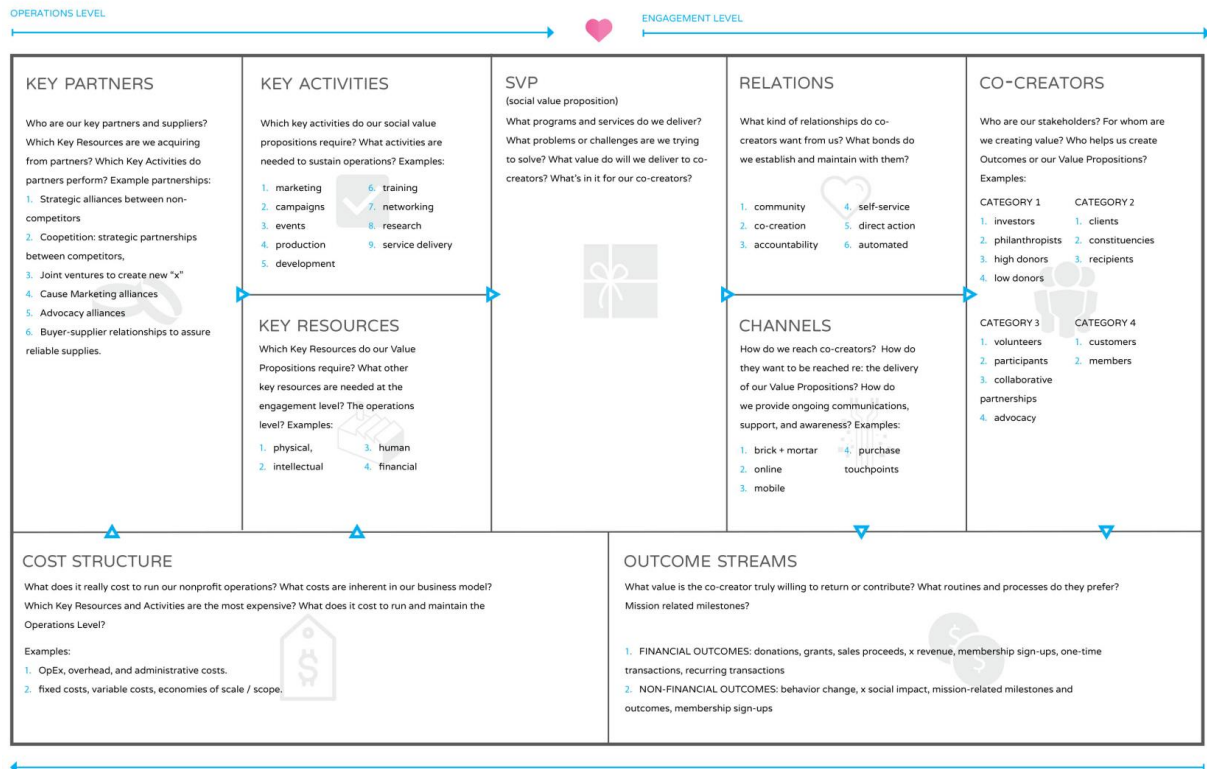 OPERATIONS LEVEL
ENGAGEMENT LEVEL
KEY PARTNERS
Who are our key partners and suppliers?
Which Key Resources are we acquiring
from partners? Which Key Activities do
partners perform? Example partnerships:
1. Strategic alliances between non-
competitors
2. Coopetition: strategic partnerships
between competitors,
3. Joint ventures to create new "x"
4. Cause Marketing alliances
5. Advocacy alliances
6. Buyer-supplier relationships to assure
reliable supplies.
KEY ACTIVITIES
Which key activities do our social value
propositions require? What activities are
needed to sustain operations? Examples:
1. marketing
2. campaigns
3. events
4. production
5. development
6. training
7. networking
8. research
9. service delivery
KEY RESOURCES
Which Key Resources do our Value
Propositions require? What other
key resources are needed at the
engagement level? The operations
level? Examples:
1. physical,
2. intellectual
3. human
4. financial
SVP
(social value proposition)
What programs and services do we deliver?
What problems or challenges are we trying
to solve? What value do will we deliver to co-
creators? What's in it for our co-creators?
RELATIONS
What kind of relationships do co-
creators want from us? What bonds do
we establish and maintain with them?
1. community
2. co-creation
3. accountability
4. self-service
5. direct action
6. automated
CHANNELS
How do we reach co-creators? How do
they want to be reached re: the delivery
of our Value Propositions? How do
we provide ongoing communications,
support, and awareness? Examples:
1. brick + mortar
2. online
3. mobile
4. purchase
touchpoints
CO-CREATORS
Who are our stakeholders? For whom are
we creating value? Who helps us create
Outcomes or our Value Propositions?
Examples:
CATEGORY 1
1. investors
2. philanthropists
3. high donors
4. low donors
CATEGORY 2
1. clients
2. constituencies
3. recipients
CATEGORY 3
1. volunteers
2. participants
3. collaborative
partnerships
4. advocacy
CATEGORY 4
1. customers
2. members
COST STRUCTURE
What does it really cost to run our nonprofit operations? What costs are inherent in our business model?
Which Key Resources and Activities are the most expensive? What does it cost to run and maintain the
Operations Level?
Examples:
1. OpEx, overhead, and administrative costs.
2. fixed costs, variable costs, economies of scale / scope.
$
OUTCOME STREAMS
What value is the co-creator truly willing to return or contribute? What routines and processes do they prefer?
Mission related milestones?
1. FINANCIAL OUTCOMES: donations, grants, sales proceeds, x revenue, membership sign-ups, one-time
transactions, recurring transactions
2. NON-FINANCIAL OUTCOMES: behavior change, x social impact, mission-related milestones and
outcomes, membership sign-ups
$
$